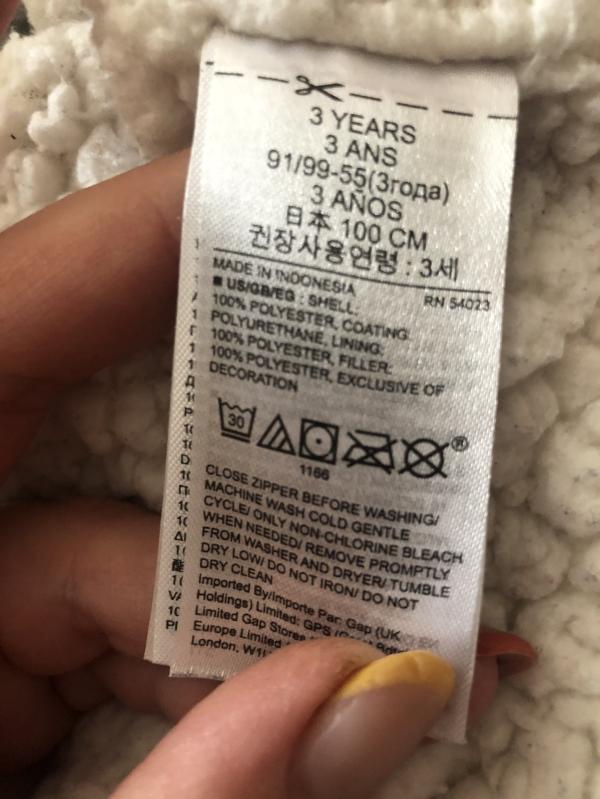 3 YEARS
3 ANS
91/99-55(3года)
3 AÑOS
日本 100 CM
권장사용연령 : 3세
MADE IN INDONESIA
RN 54023
■ US/GB/EG : SHELL:
100% POLYESTER, COATING:
POLYURETHANE, LINING:
100% POLYESTER, FILLER:
100% POLYESTER, EXCLUSIVE OF
DECORATION
30
®
1166
CLOSE ZIPPER BEFORE WASHING/
MACHINE WASH COLD GENTLE
CYCLE/ ONLY NON-CHLORINE BLEACH
WHEN NEEDED/ REMOVE PROMPTLY
FROM WASHER AND DRYER/ TUMBLE
DRY LOW/ DO NOT IRON/ DO NOT
DRY CLEAN
Imported By/Importe Par: Gap (UK
Holdings) Limited: GPS
Limited Gap Stores
Europe Limited
London,